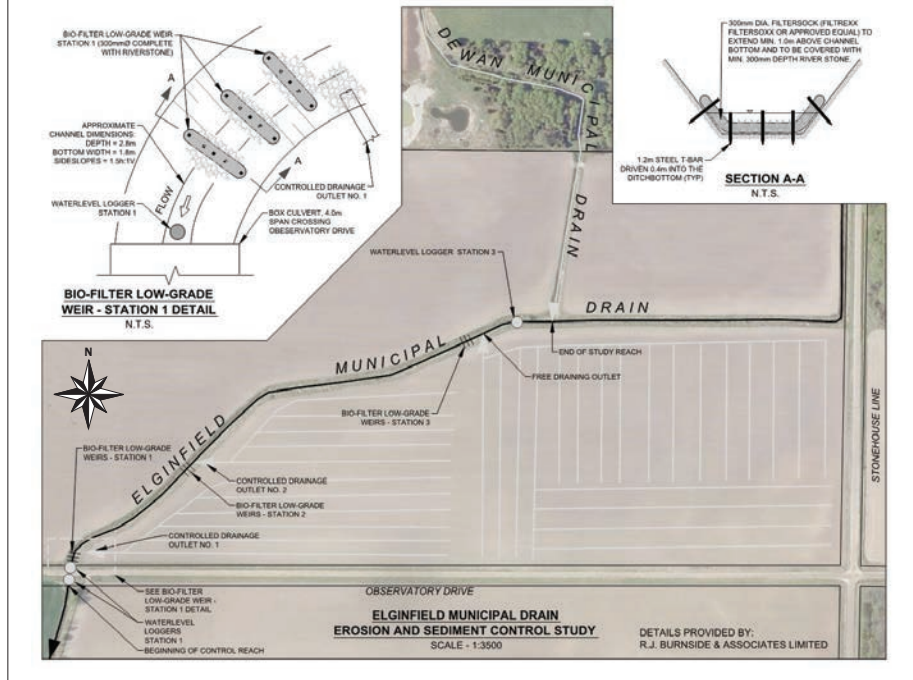 BIO-FILTER LOW-GRADE WEIR
STATION 1 (300mmØ COMPLETE
WITH RIVERSTONE)
A
APPROXIMATE
CHANNEL DIMENSIONS:
DEPTH = 2.8m
BOTTOM WIDTH = 1.8m
SIDESLOPES = 1.5h:1V
A
CONTROLLED DRAINAGE
OUTLET NO. 1
FLOW
WATERLEVEL LOGGER
STATION 1
BOX CULVERT, 4.0m
SPAN CROSSING
OBESERVATORY DRIVE
BIO-FILTER LOW-GRADE
WEIR - STATION 1 DETAIL
N.T.S.
DEWAN MUNICIPAL
DRAIN
300mm DIA. FILTERSOCK (FILTREXX
FILTERSOXX OR APPROVED EQUAL) TO
EXTEND MIN. 1.0m ABOVE CHANNEL
BOTTOM AND TO BE COVERED WITH
MIN. 300mm DEPTH RIVER STONE.
1.2m STEEL T-BAR
DRIVEN 0.4m INTO THE
DITCHBOTTOM (TYP)
SECTION A-A
N.T.S.
WATERLEVEL LOGGER STATION 3
ELGINFIELD MUNICIPAL DRAIN
END OF STUDY REACH
FREE DRAINING OUTLET
BIO-FILTER LOW-GRADE
WEIRS - STATION 3
N
BIO-FILTER LOW-GRADE
WEIRS - STATION 1
CONTROLLED DRAINAGE
OUTLET NO. 2
BIO-FILTER LOW-GRADE
WEIRS - STATION 2
CONTROLLED DRAINAGE
OUTLET NO. 1
STONEHOUSE LINE
SEE BIO-FILTER
LOW-GRADE WEIR -
STATION 1 DETAIL
WATERLEVEL
LOGGERS
STATION 1
BEGINNING OF CONTROL REACH
OBSERVATORY DRIVE
ELGINFIELD MUNICIPAL DRAIN
EROSION AND SEDIMENT CONTROL STUDY
SCALE - 1:3500
DETAILS PROVIDED BY:
R.J. BURNSIDE & ASSOCIATES LIMITED